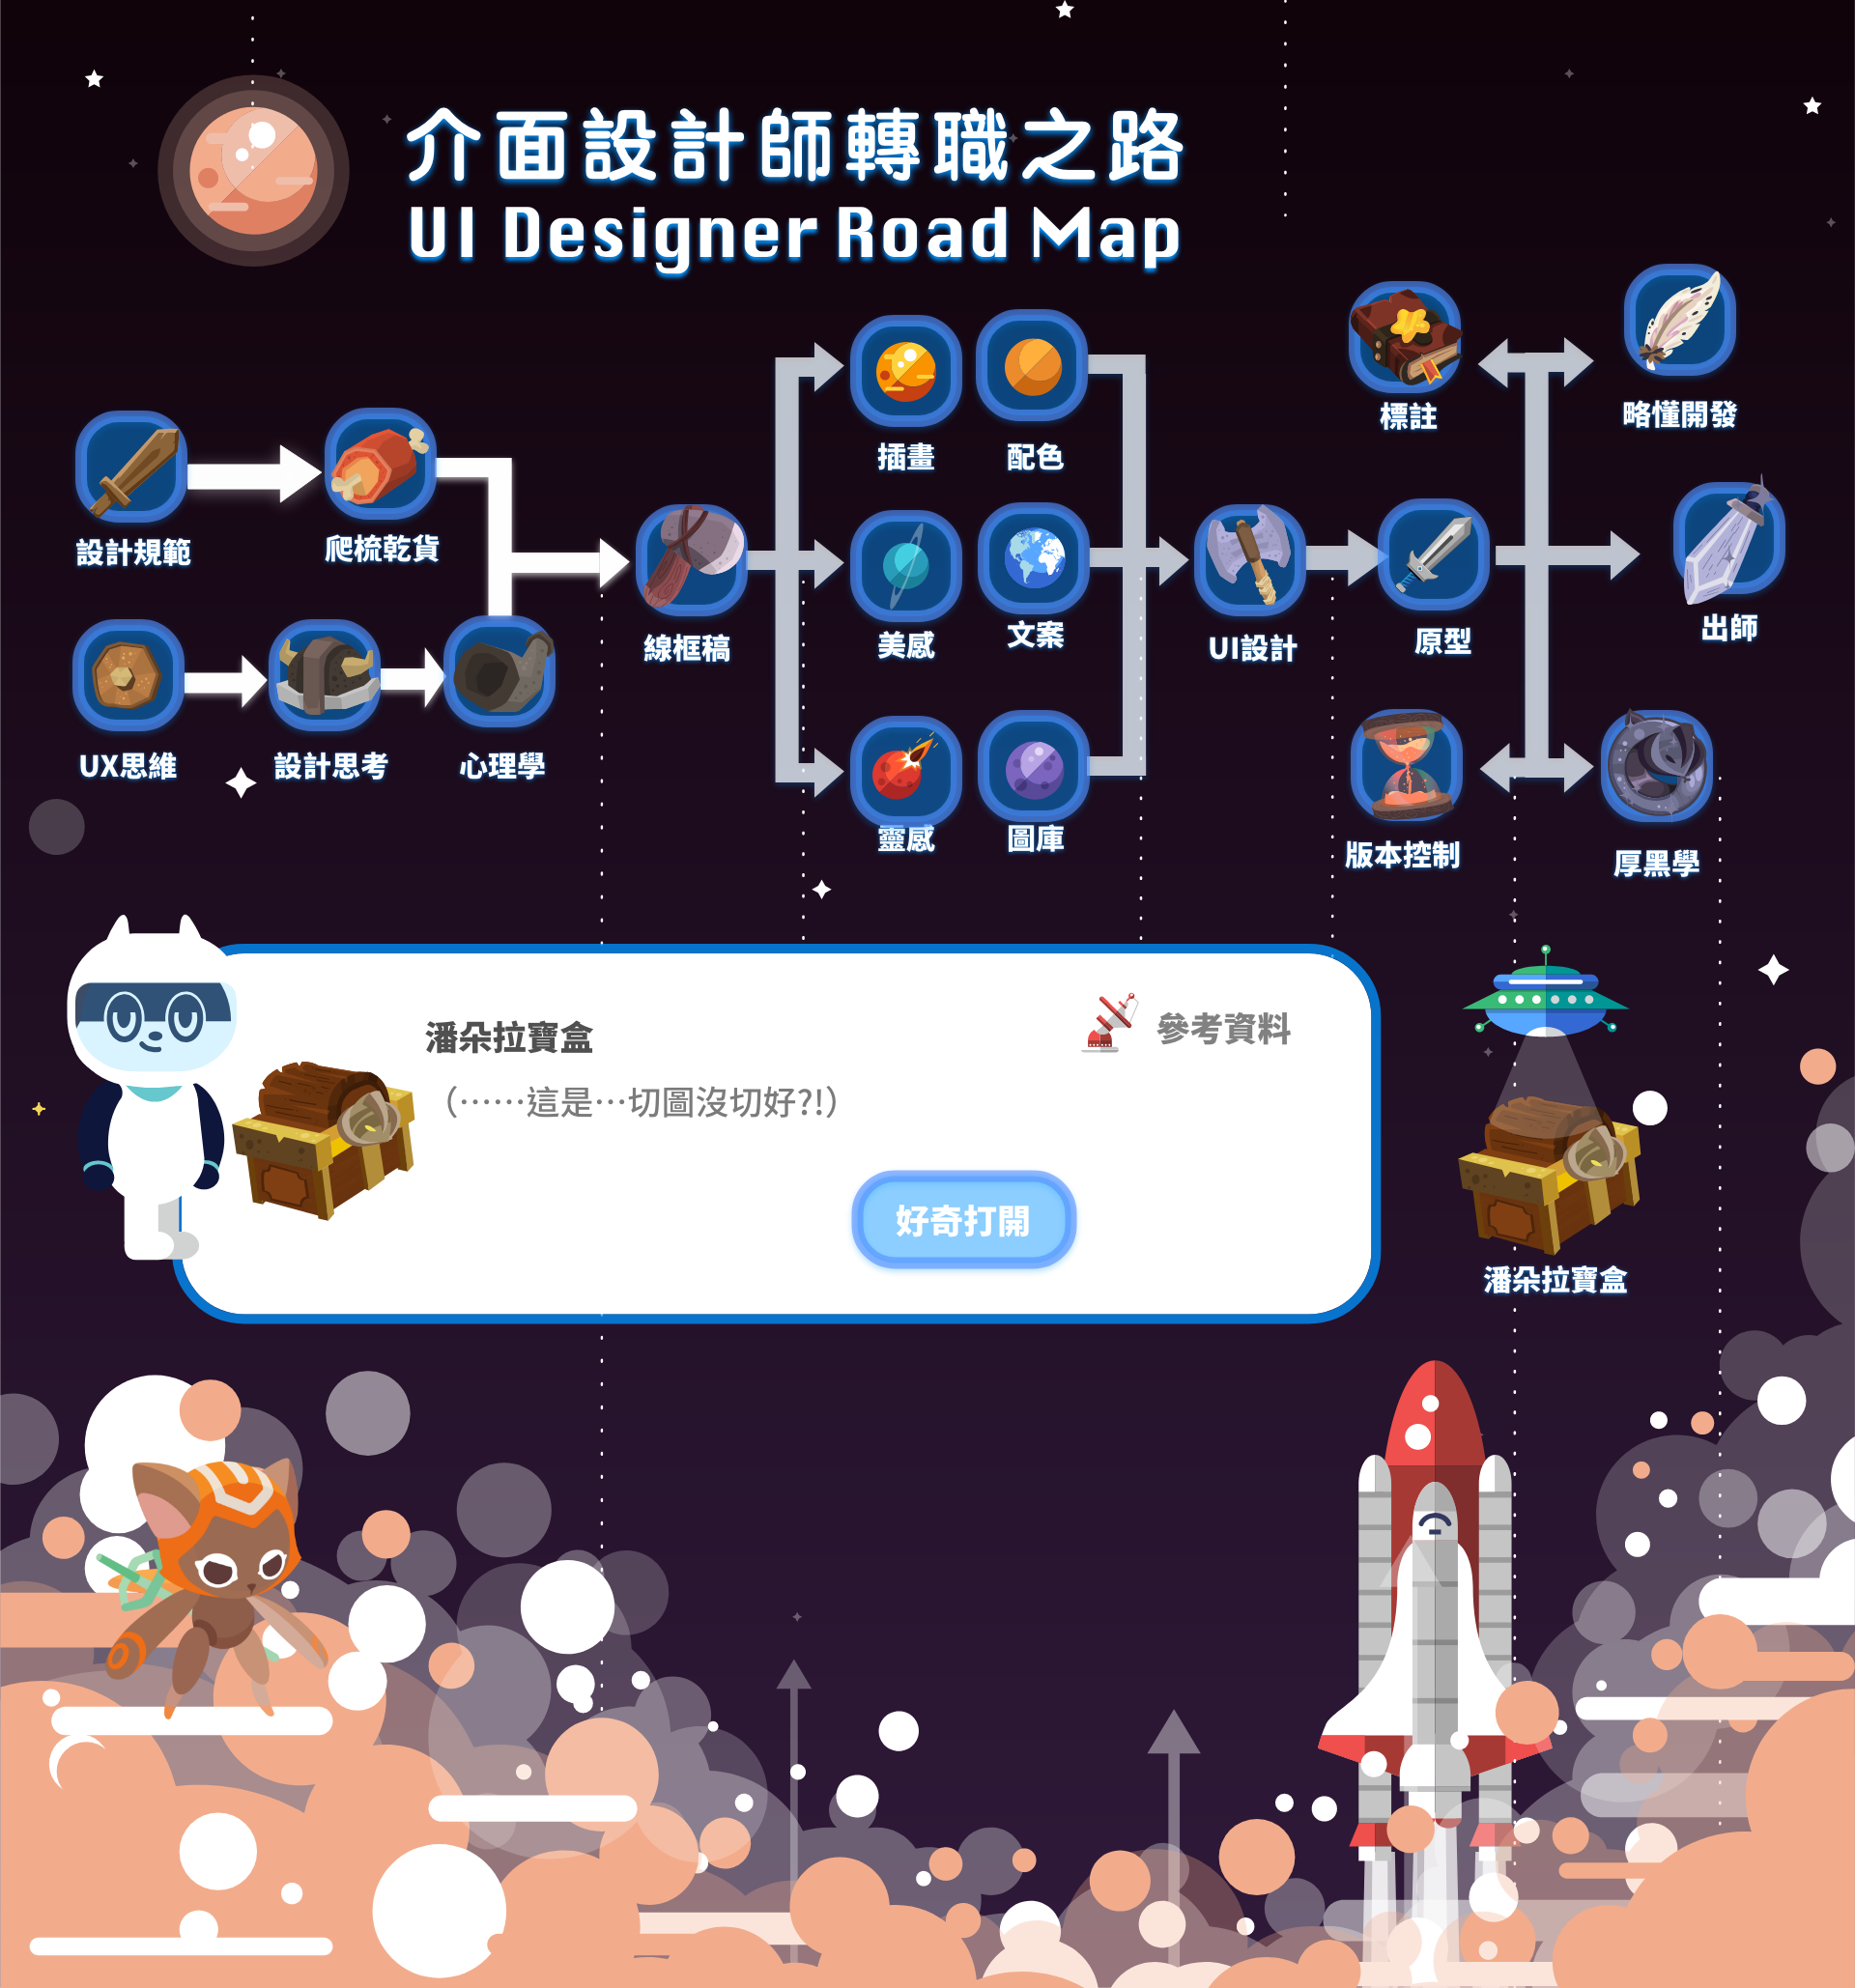 介面設計師轉職之路
UI Designer Road Map
標註
略懂開發
插畫
配色
設計規範
爬梳乾貨
線框稿
美感
文案
UI設計
原型
出師
UX思維
設計思考
心理學
靈感
圖庫
版本控制
厚黑學
潘朵拉寶盒
參考資料
（⋯⋯這是⋯切圖沒切好?!）
好奇打開
潘朵拉寶盒